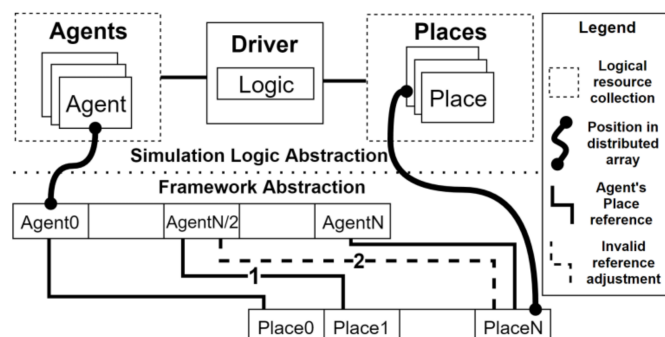 Agents
Agent
Driver
Logic
Places
Place
Simulation Logic Abstraction
Framework Abstraction
Agent0
AgentN/2
AgentN
1
2
Place0
Place1
PlaceN
Legend
Logical
resource
collection
Position in
distributed
array
Agent's
Place
reference
Invalid
reference
adjustment